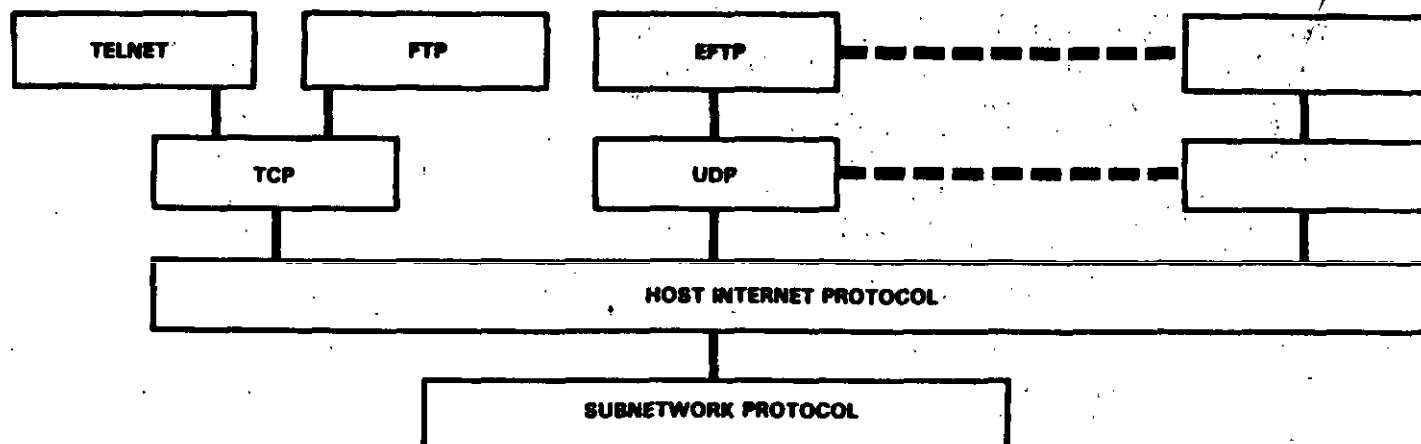 TELNET
FTP
EFTP
TCP
UDP
HOST INTERNET PROTOCOL
SUBNETWORK PROTOCOL